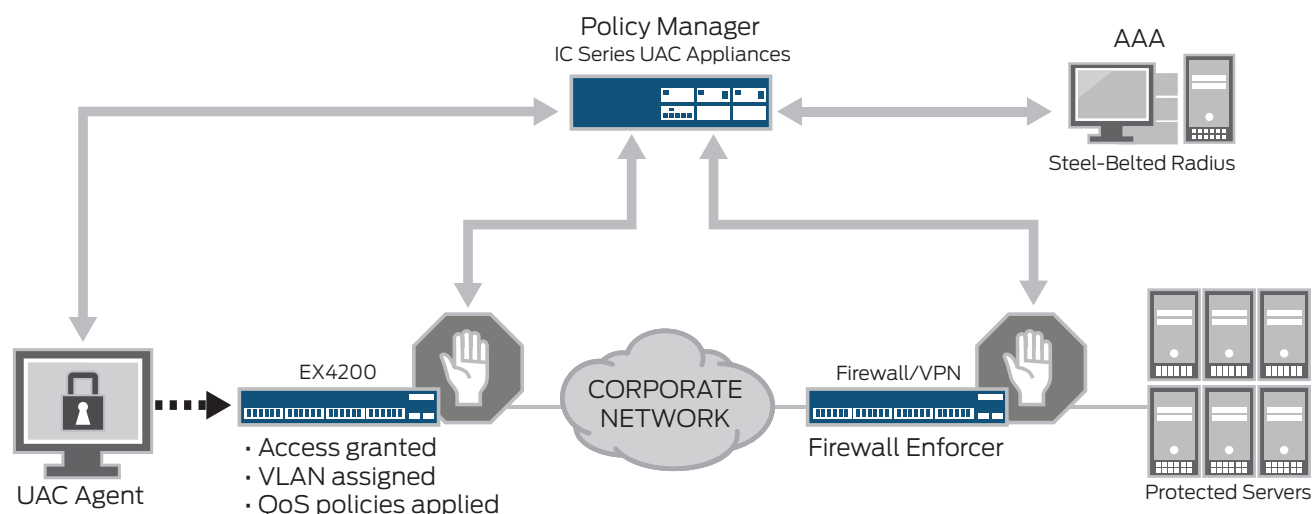 Policy Manager
IC Series UAC Appliances
AAA
Steel-Belted Radius
EX4200
CORPORATE
NETWORK
Firewall/VPN
Firewall Enforcer
UAC Agent
· Access granted
· VLAN assigned
· QoS policies applied
Protected Servers